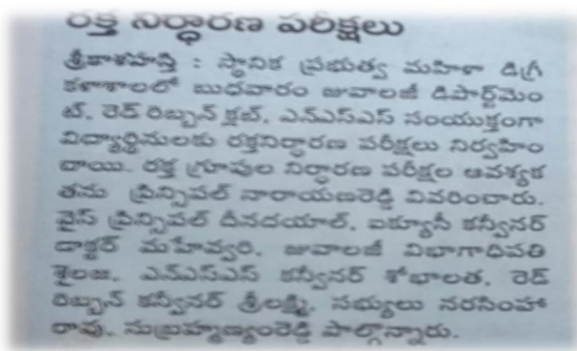 రక్త నిర్ధారణ పరీక్షలు
శ్రీకాళహస్తి : స్థానిక ప్రభుత్వ మహిళా డిగ్రీ
కళాశాలలో బుధవారం జువాలజీ డిపార్ట్‌మెం
ట్, రెడ్ రిబ్బన్ క్లబ్, ఎన్ఎస్ఎస్ సంయుక్తంగా
విద్యార్థినులకు రక్తనిర్ధారణ పరీక్షలు నిర్వహిం
చాయి. రక్త గ్రూపుల నిర్ధారణ పరీక్షల ఆవశ్యక
తను ప్రిన్సిపల్ నారాయణరెడ్డి వివరించారు.
వైస్ ప్రిన్సిపల్ దీనదయాల్, ఐక్యూసీ కన్వీనర్
డాక్టర్ మహేశ్వరి, జువాలజీ విభాగాధిపతి
శైలజ, ఎన్ఎస్ఎస్ కన్వీనర్ శోభాలత, రెడ్
రిబ్బన్ కన్వీనర్ శ్రీలక్ష్మి, సభ్యులు నరసింహా
రావు, సుబ్రహ్మణ్యంరెడ్డి పాల్గొన్నారు.